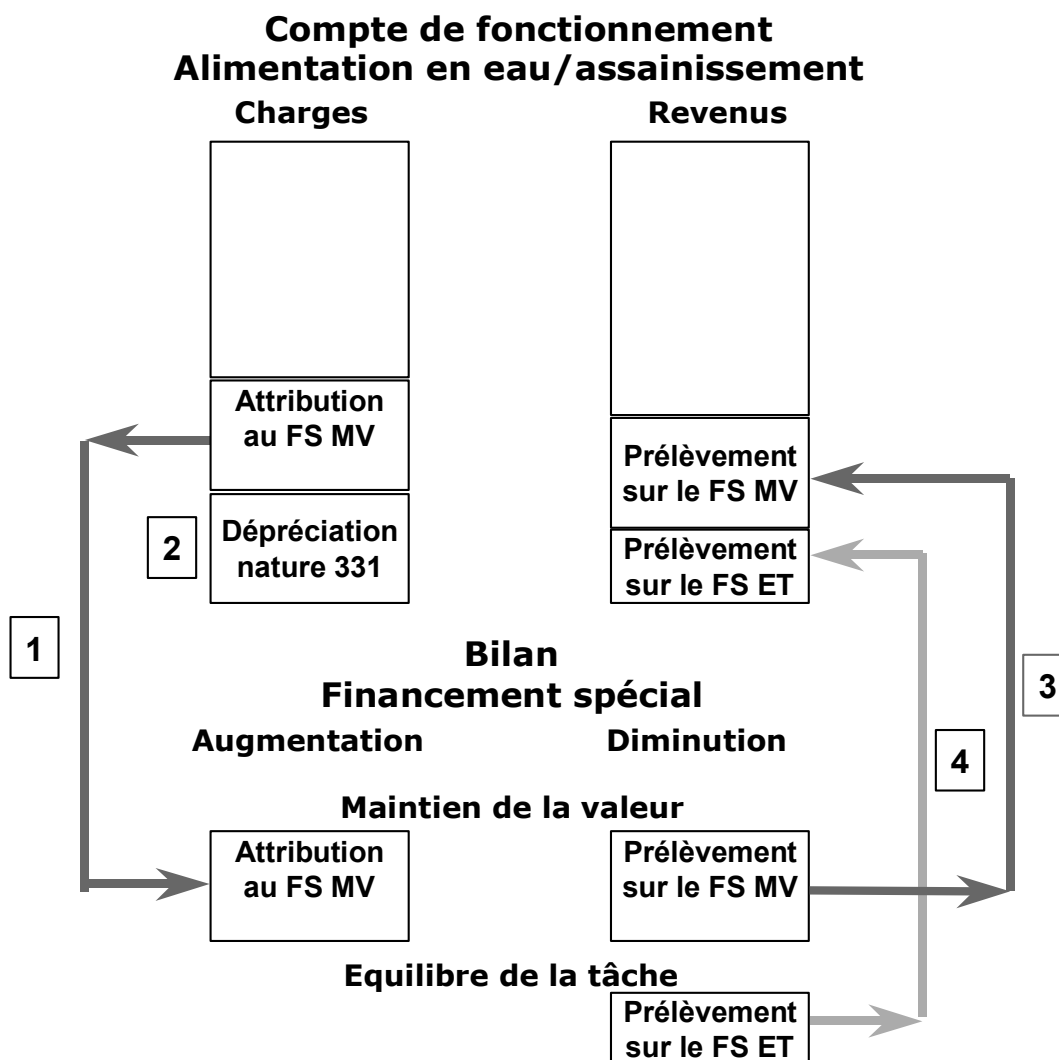 Compte de fonctionnement
Alimentation en eau/assainissement
Charges
Revenus
Attribution
au FS MV
Prélèvement
sur le FS MV
2
Dépréciation
nature 331
Prélèvement
sur le FS ET
1
Bilan
Financement spécial
3
Augmentation
Diminution
4
Maintien de la valeur
Attribution
au FS MV
Prélèvement
sur le FS MV
Equilibre de la tâche
Prélèvement
sur le FS ET